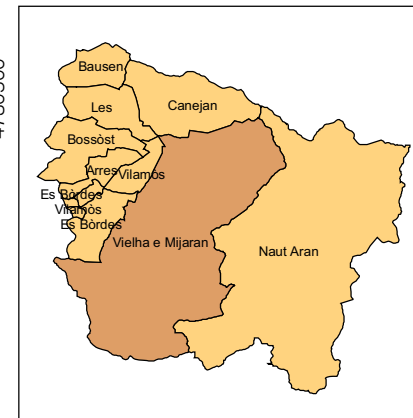 Bausen
Les
Canejan
Bossòst
Arres
Vilamòs
Es Bòrdes
Vilamòs
Es Bòrdes
Vielha e Mijaran
Naut Aran